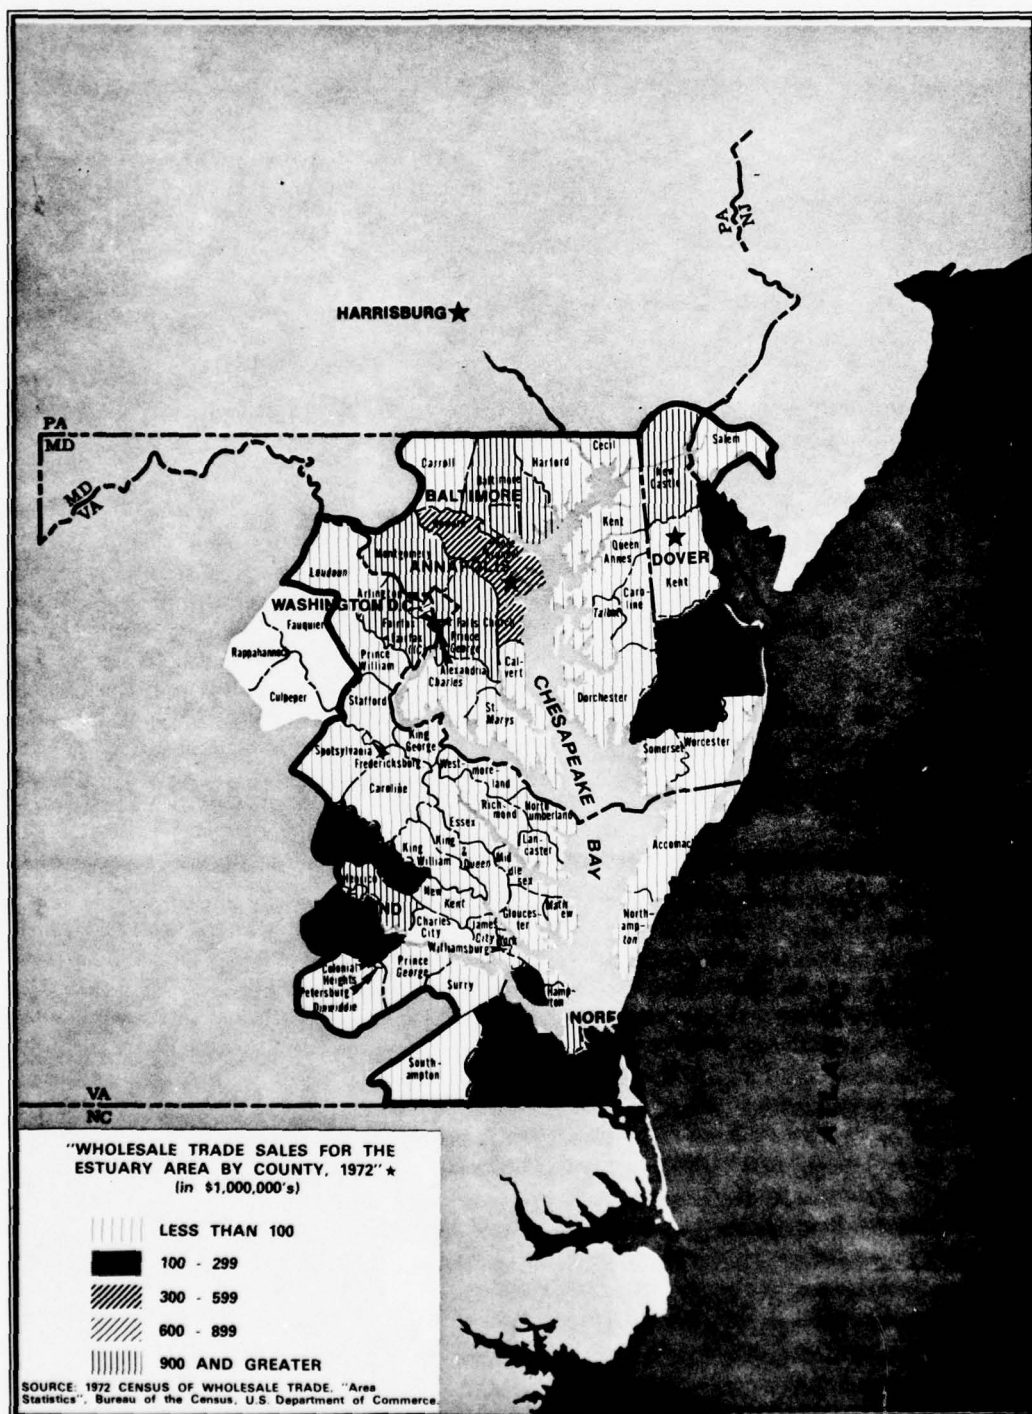 PA
NJ
HARRISBURG
PA
MD
MD
VA
Carroll
Baltimore
Harford
Cecil
New
Castle
Salem
BALTIMORE
Kent
Queen
Annes
DOVER
Kent
Montgomery
ANNAPOLIS
Loudoun
Arlington
Caro-
line
Talbot
WASHINGTON D.C.
Fauquier
Fairfax
Falls Church
Fairfax
Prince
George
Rappahannoc
Prince
William
Alexandria
Charles
Cal-
vert
Culpeper
Stafford
St.
Marys
Dorchester
CHESAPEAKE
BAY
King
George
Somerset
Worcester
Spotsylvania
Fredericksburg
West-
more-
land
Caroline
Rich-
mond
North
umberland
Essex
Lan-
caster
Accomac
King
William
King
&
Queen
Mid
dle
sex
Henrico
New
Kent
ND
Charles
City
James
City
York
Glouces-
ter
Math
ew
North-
amp-
ton
Williamsburg
Prince
George
Colonial
Heights
Petersburg
Dinwiddie
Surry
Hamp-
ton
NORF
South-
ampton
VA
NC
"WHOLESALE TRADE SALES FOR THE
ESTUARY AREA BY COUNTY, 1972"★
(in $1,000,000's)
LESS THAN 100
100 - 299
300 - 599
600 - 899
900 AND GREATER
SOURCE: 1972 CENSUS OF WHOLESALE TRADE, "Area
Statistics", Bureau of the Census, U.S. Department of Commerce.